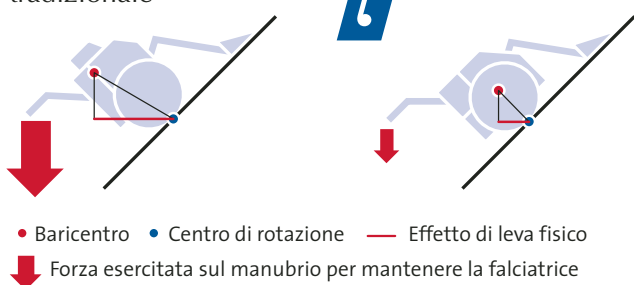 tradizionale
Baricentro Centro di rotazione Effetto di leva fisico
Forza esercitata sul manubrio per mantenere la falciatrice